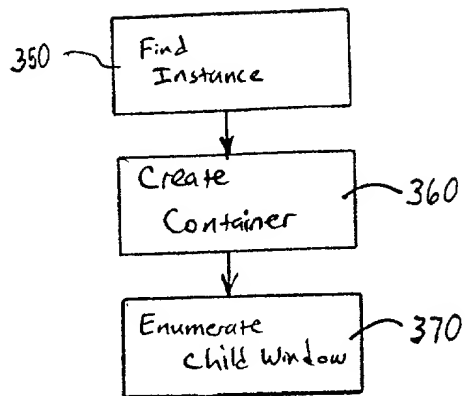 350
Find
Instance
Create
Container
360
Enumerate
Child Window
370